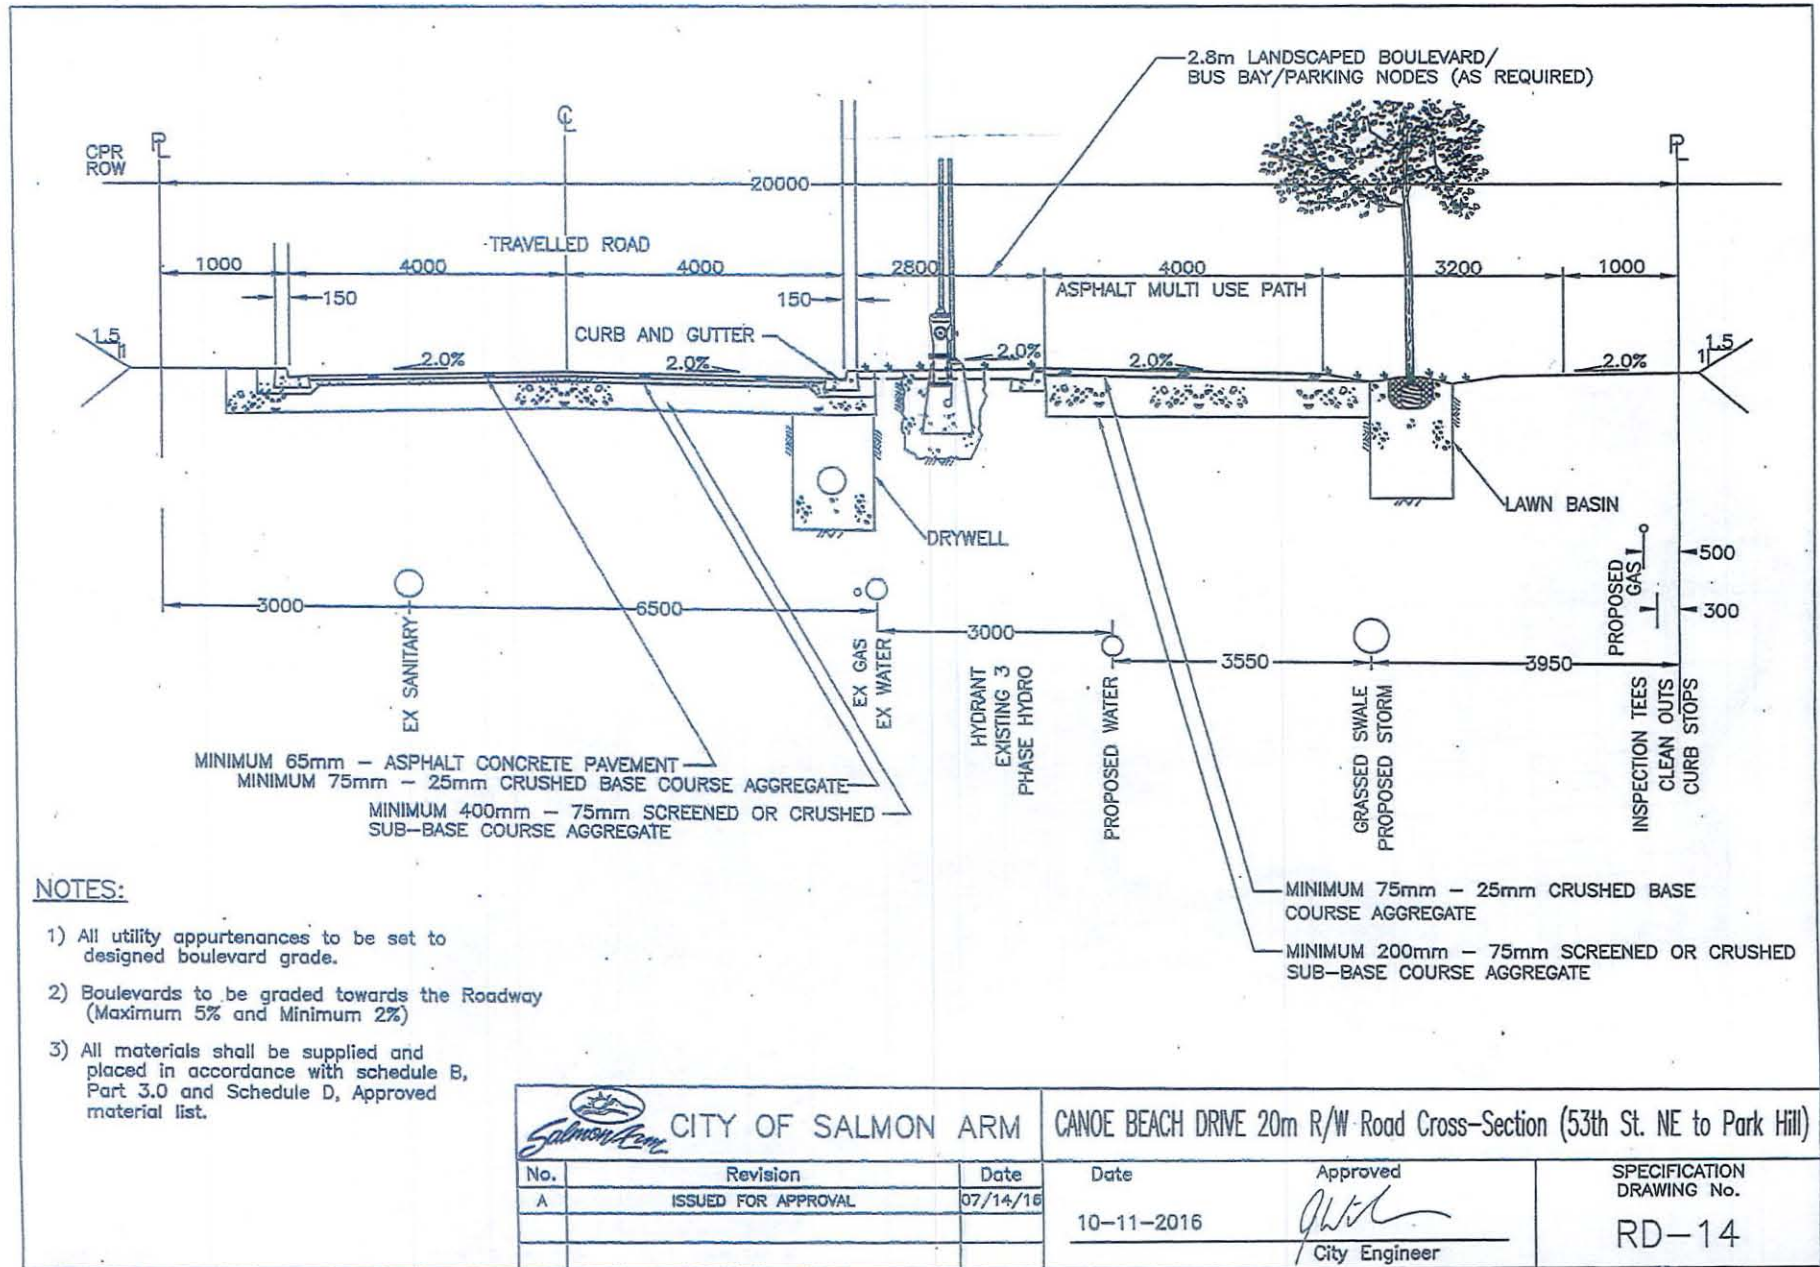 2.8m LANDSCAPED BOULEVARD/
BUS BAY/PARKING NODES (AS REQUIRED)
CPR
ROW
PL
CL
PL
20000
TRAVELLED ROAD
1000
4000
4000
2800
4000
3200
1000
150
150
ASPHALT MULTI USE PATH
CURB AND GUTTER
1.5
1
2.0%
2.0%
2.0%
2.0%
2.0%
1
1.5
LAWN BASIN
DRYWELL
500
300
3000
6500
3000
3550
3950
EX SANITARY
EX GAS
EX WATER
HYDRANT
EXISTING 3
PHASE HYDRO
PROPOSED WATER
GRASSED SWALE
PROPOSED STORM
PROPOSED
GAS
INSPECTION TEES
CLEAN OUTS
CURB STOPS
MINIMUM 65mm - ASPHALT CONCRETE PAVEMENT
MINIMUM 75mm - 25mm CRUSHED BASE COURSE AGGREGATE
MINIMUM 400mm - 75mm SCREENED OR CRUSHED
SUB-BASE COURSE AGGREGATE
MINIMUM 75mm - 25mm CRUSHED BASE
COURSE AGGREGATE
MINIMUM 200mm - 75mm SCREENED OR CRUSHED
SUB-BASE COURSE AGGREGATE
NOTES:
1) All utility appurtenances to be set to
designed boulevard grade.
2) Boulevards to be graded towards the Roadway
(Maximum 5% and Minimum 2%)
3) All materials shall be supplied and
placed in accordance with schedule B,
Part 3.0 and Schedule D, Approved
material list.
Salmon Arm
CITY OF SALMON ARM
CANOE BEACH DRIVE 20m R/W Road Cross-Section (53th St. NE to Park Hill)
No. Revision Date
A ISSUED FOR APPROVAL 07/14/16
Date Approved
10-11-2016
City Engineer
SPECIFICATION
DRAWING No.
RD-14